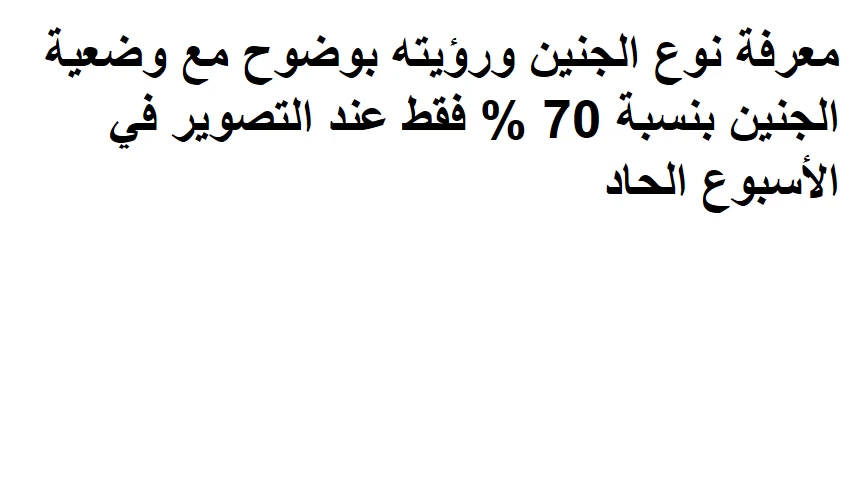 معرفة نوع الجنين ورؤيته بوضوح مع وضعية
الجنين بنسبة 70 % فقط عند التصوير في
الأسبوع الحاد